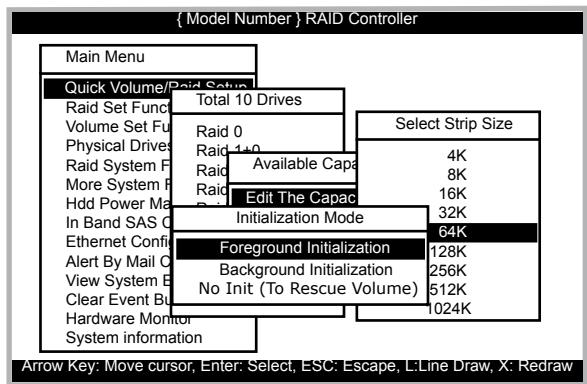 { Model Number } RAID Controller
Main Menu
Quick Volume/Raid Setup
Raid Set Funct
Volume Set Fu
Physical Drives
Raid System F
More System F
Hdd Power Ma
In Band SAS C
Ethernet Confi
Alert By Mail C
View System E
Clear Event Bu
Hardware Monitor
System information
Total 10 Drives
Raid 0
Raid 1+0
Raid
Raid
Available Capa
Edit The Capac
Initialization Mode
Foreground Initialization
Background Initialization
No Init (To Rescue Volume)
Select Strip Size
4K
8K
16K
32K
64K
128K
256K
512K
1024K
Arrow Key: Move cursor, Enter: Select, ESC: Escape, L:Line Draw, X: Redraw